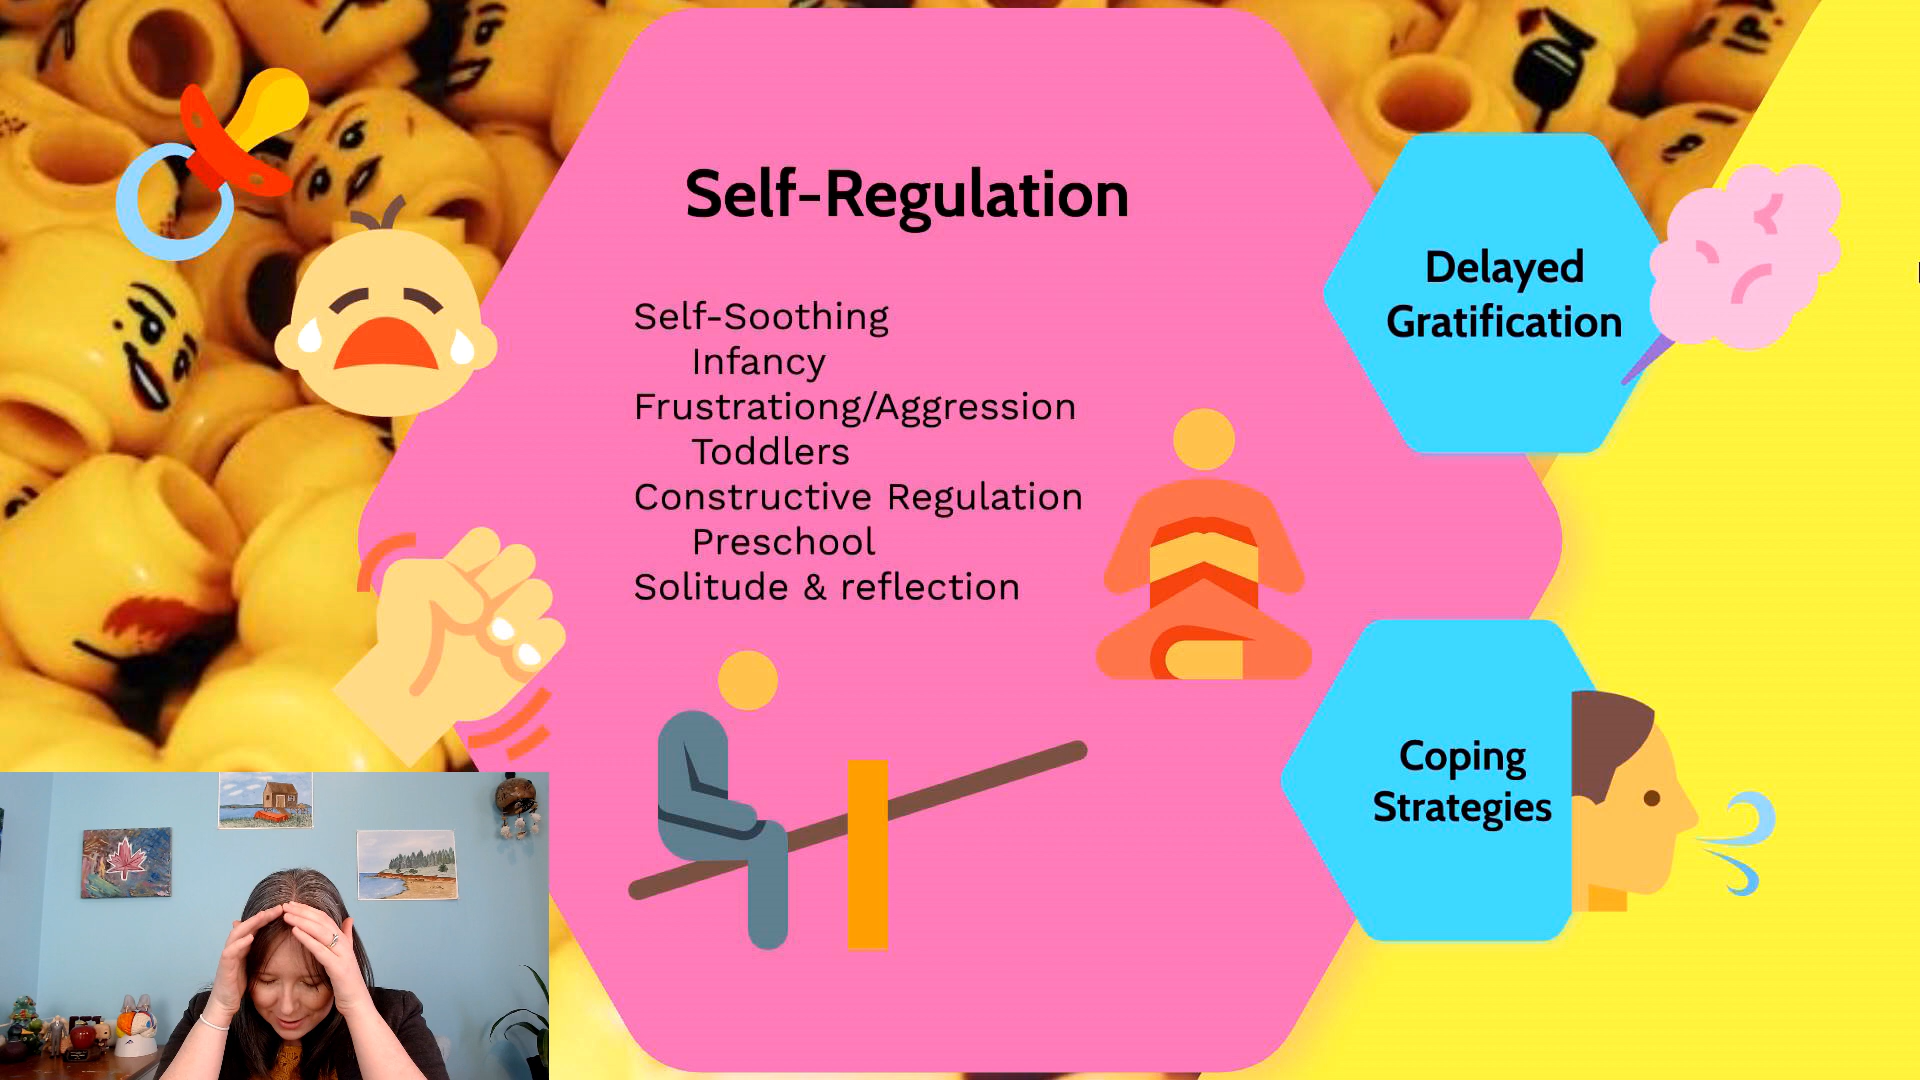 Self-Regulation
Self-Soothing
Infancy
Frustrationg/Aggression
Toddlers
Constructive Regulation
Preschool
Solitude & reflection
Delayed
Gratification
Coping
Strategies